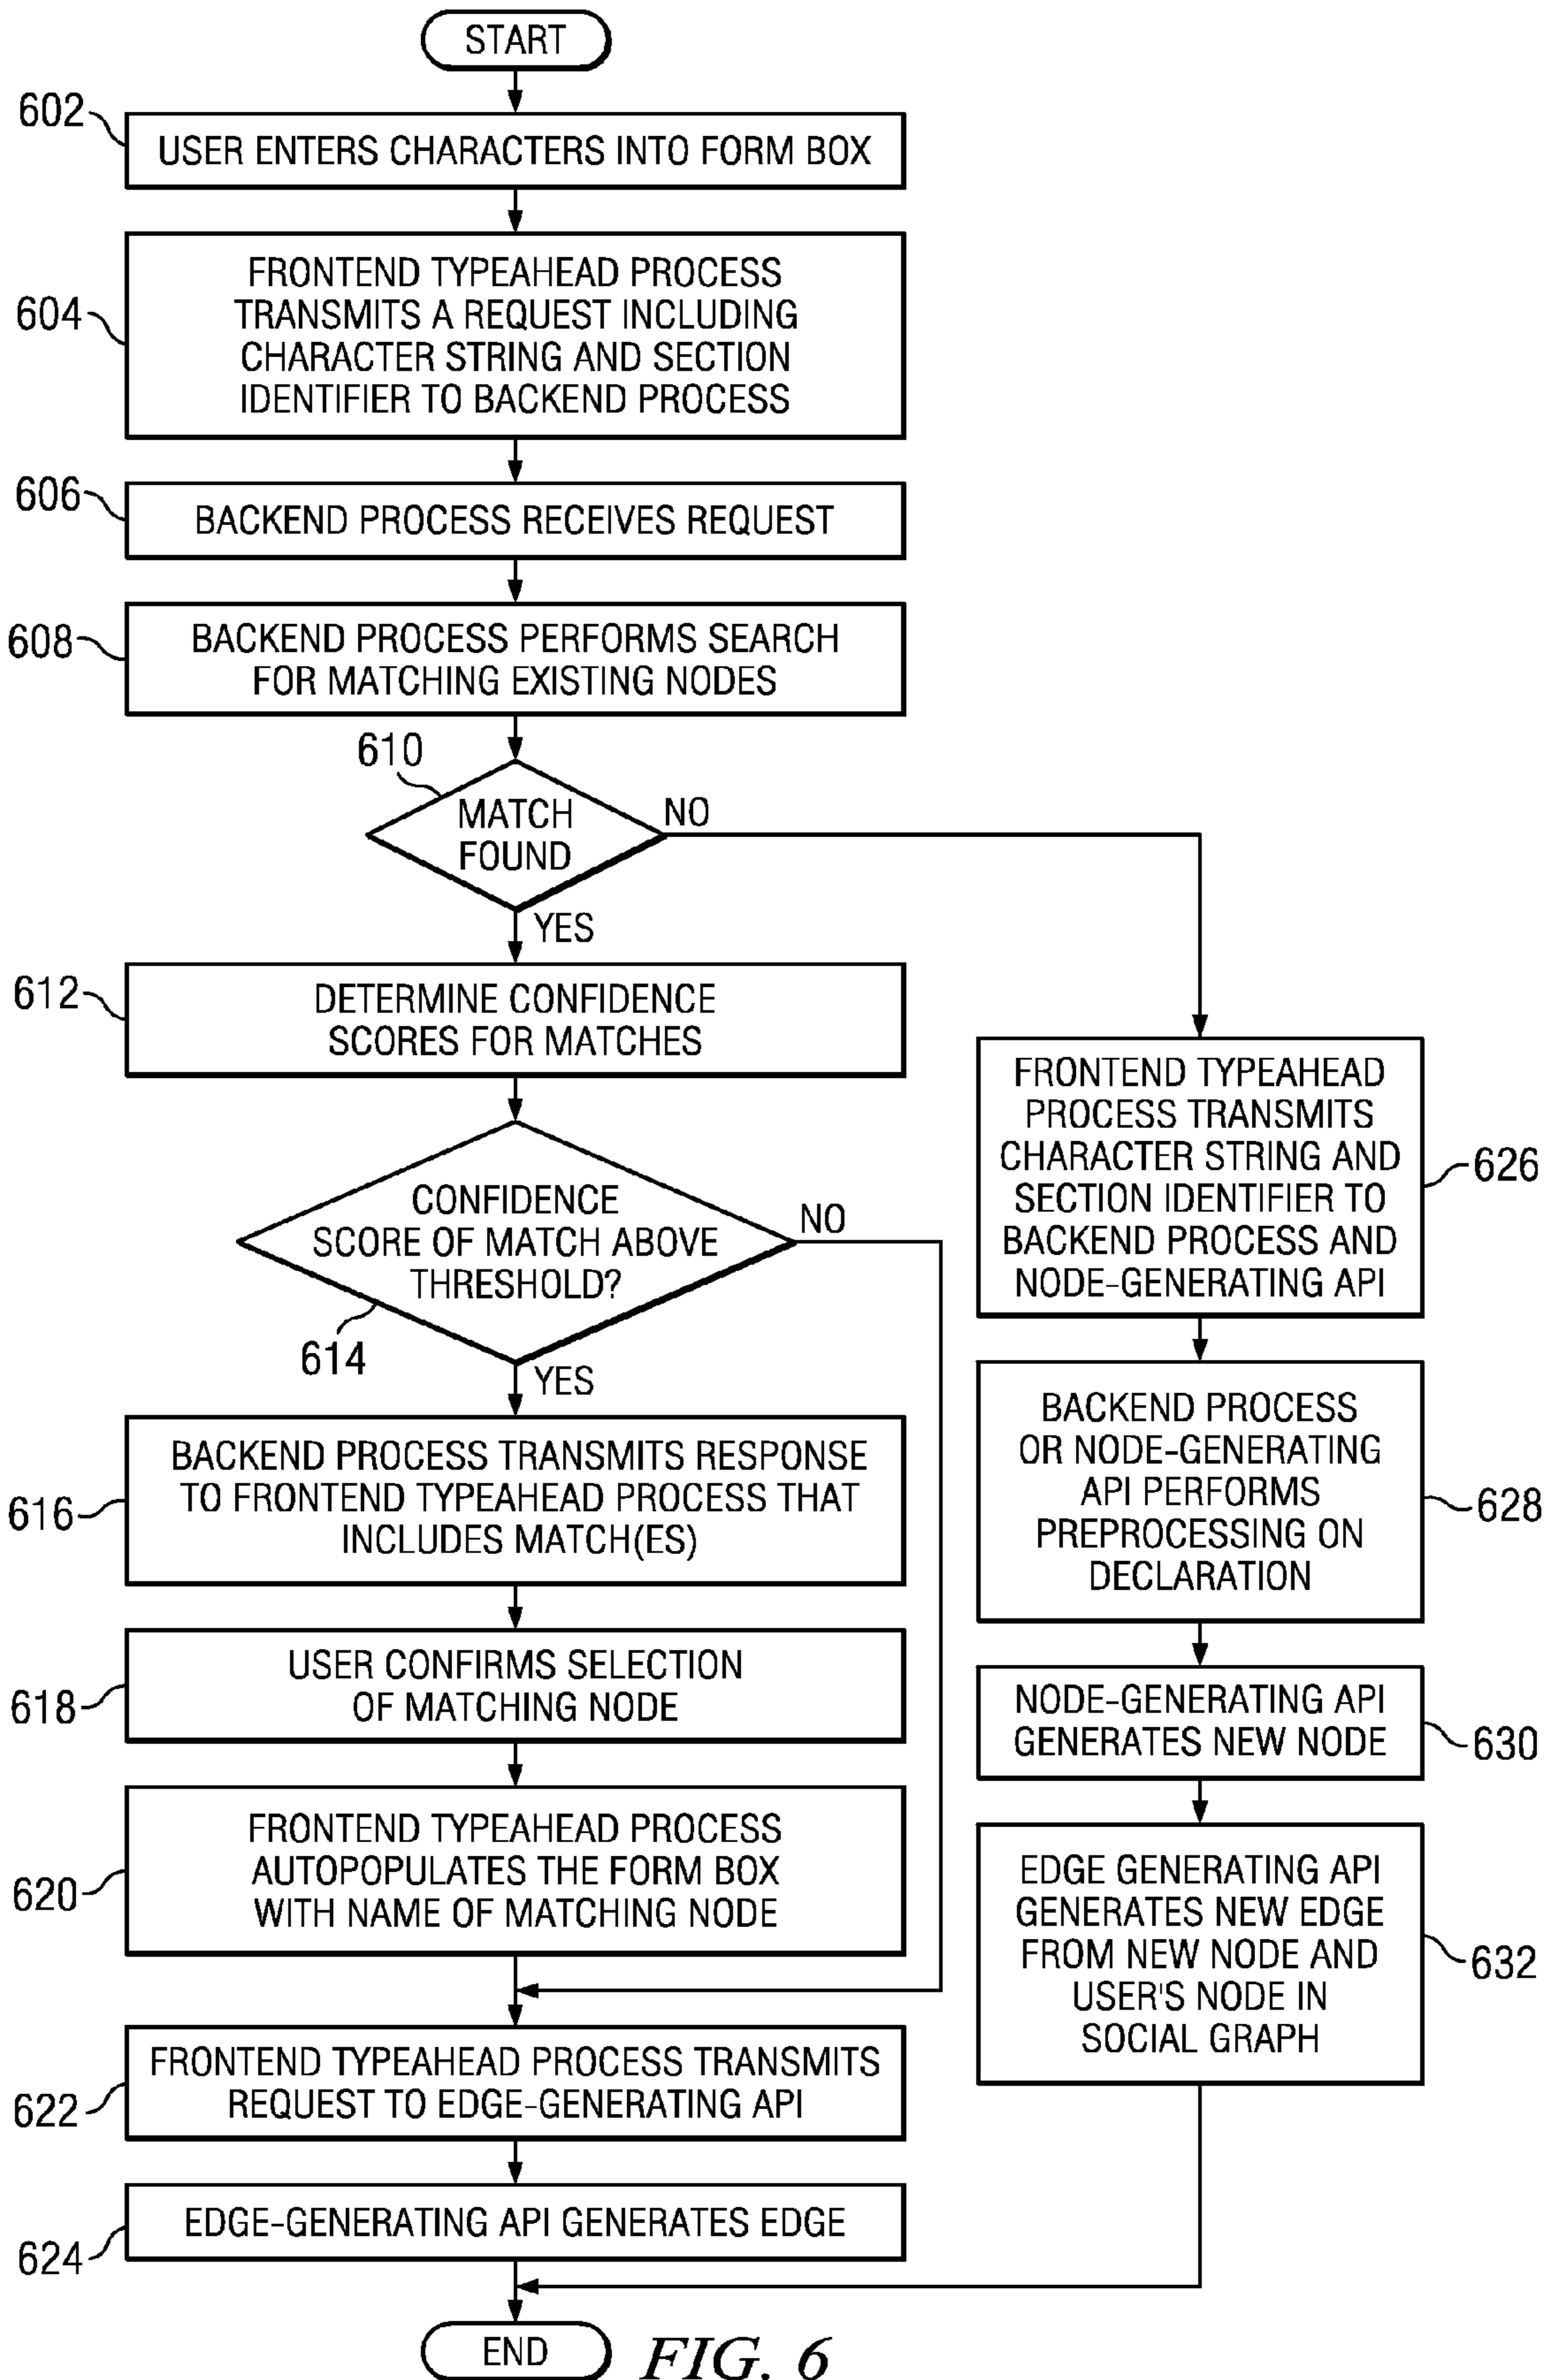 START
602
USER ENTERS CHARACTERS INTO FORM BOX
604
FRONTEND TYPEAHEAD PROCESS
TRANSMITS A REQUEST INCLUDING
CHARACTER STRING AND SECTION
IDENTIFIER TO BACKEND PROCESS
606
BACKEND PROCESS RECEIVES REQUEST
608
BACKEND PROCESS PERFORMS SEARCH
FOR MATCHING EXISTING NODES
610
MATCH
FOUND
NO
YES
612
DETERMINE CONFIDENCE
SCORES FOR MATCHES
CONFIDENCE
SCORE OF MATCH ABOVE
THRESHOLD?
NO
614
YES
616
BACKEND PROCESS TRANSMITS RESPONSE
TO FRONTEND TYPEAHEAD PROCESS THAT
INCLUDES MATCH(ES)
618
USER CONFIRMS SELECTION
OF MATCHING NODE
620
FRONTEND TYPEAHEAD PROCESS
AUTOPOPULATES THE FORM BOX
WITH NAME OF MATCHING NODE
622
FRONTEND TYPEAHEAD PROCESS TRANSMITS
REQUEST TO EDGE-GENERATING API
624
EDGE-GENERATING API GENERATES EDGE
FRONTEND TYPEAHEAD
PROCESS TRANSMITS
CHARACTER STRING AND
SECTION IDENTIFIER TO
BACKEND PROCESS AND
NODE-GENERATING API
626
BACKEND PROCESS
OR NODE-GENERATING
API PERFORMS
PREPROCESSING ON
DECLARATION
628
NODE-GENERATING API
GENERATES NEW NODE
630
EDGE GENERATING API
GENERATES NEW EDGE
FROM NEW NODE AND
USER'S NODE IN
SOCIAL GRAPH
632
END
FIG. 6